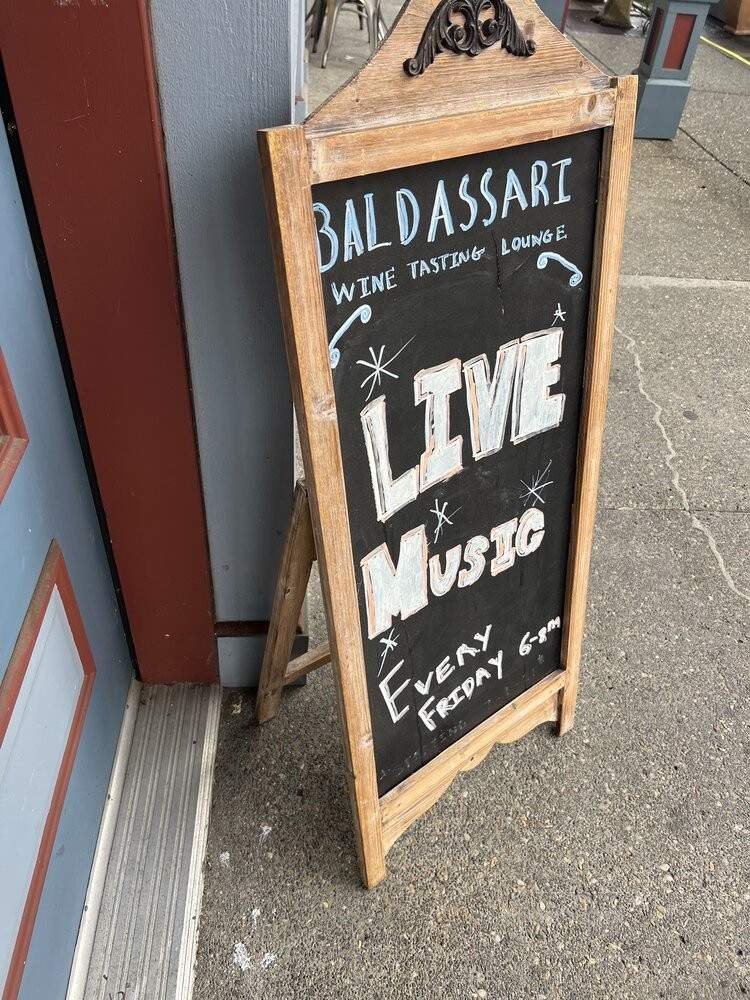 BALDASSARI
WINE TASTING LOUNGE
LIVE
MUSIC
EVERY
FRIDAY 6-8PM